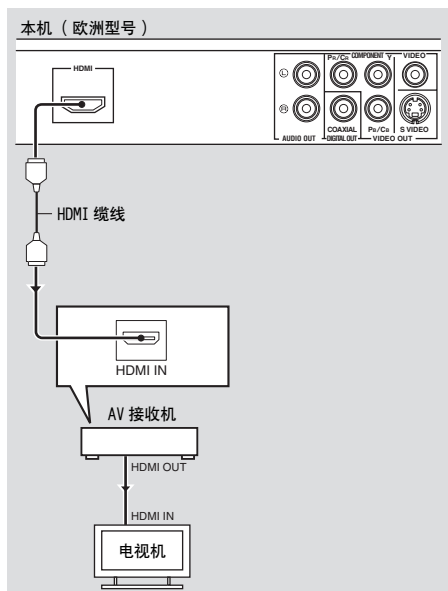 本机（欧洲型号）
HDMI
L
R
AUDIO OUT
PR/CR COMPONENT Y
VIDEO
COAXIAL
DIGITAL OUT
PB/CB
S VIDEO
VIDEO OUT
HDMI 缆线
HDMI IN
AV 接收机
HDMI OUT
HDMI IN
电视机